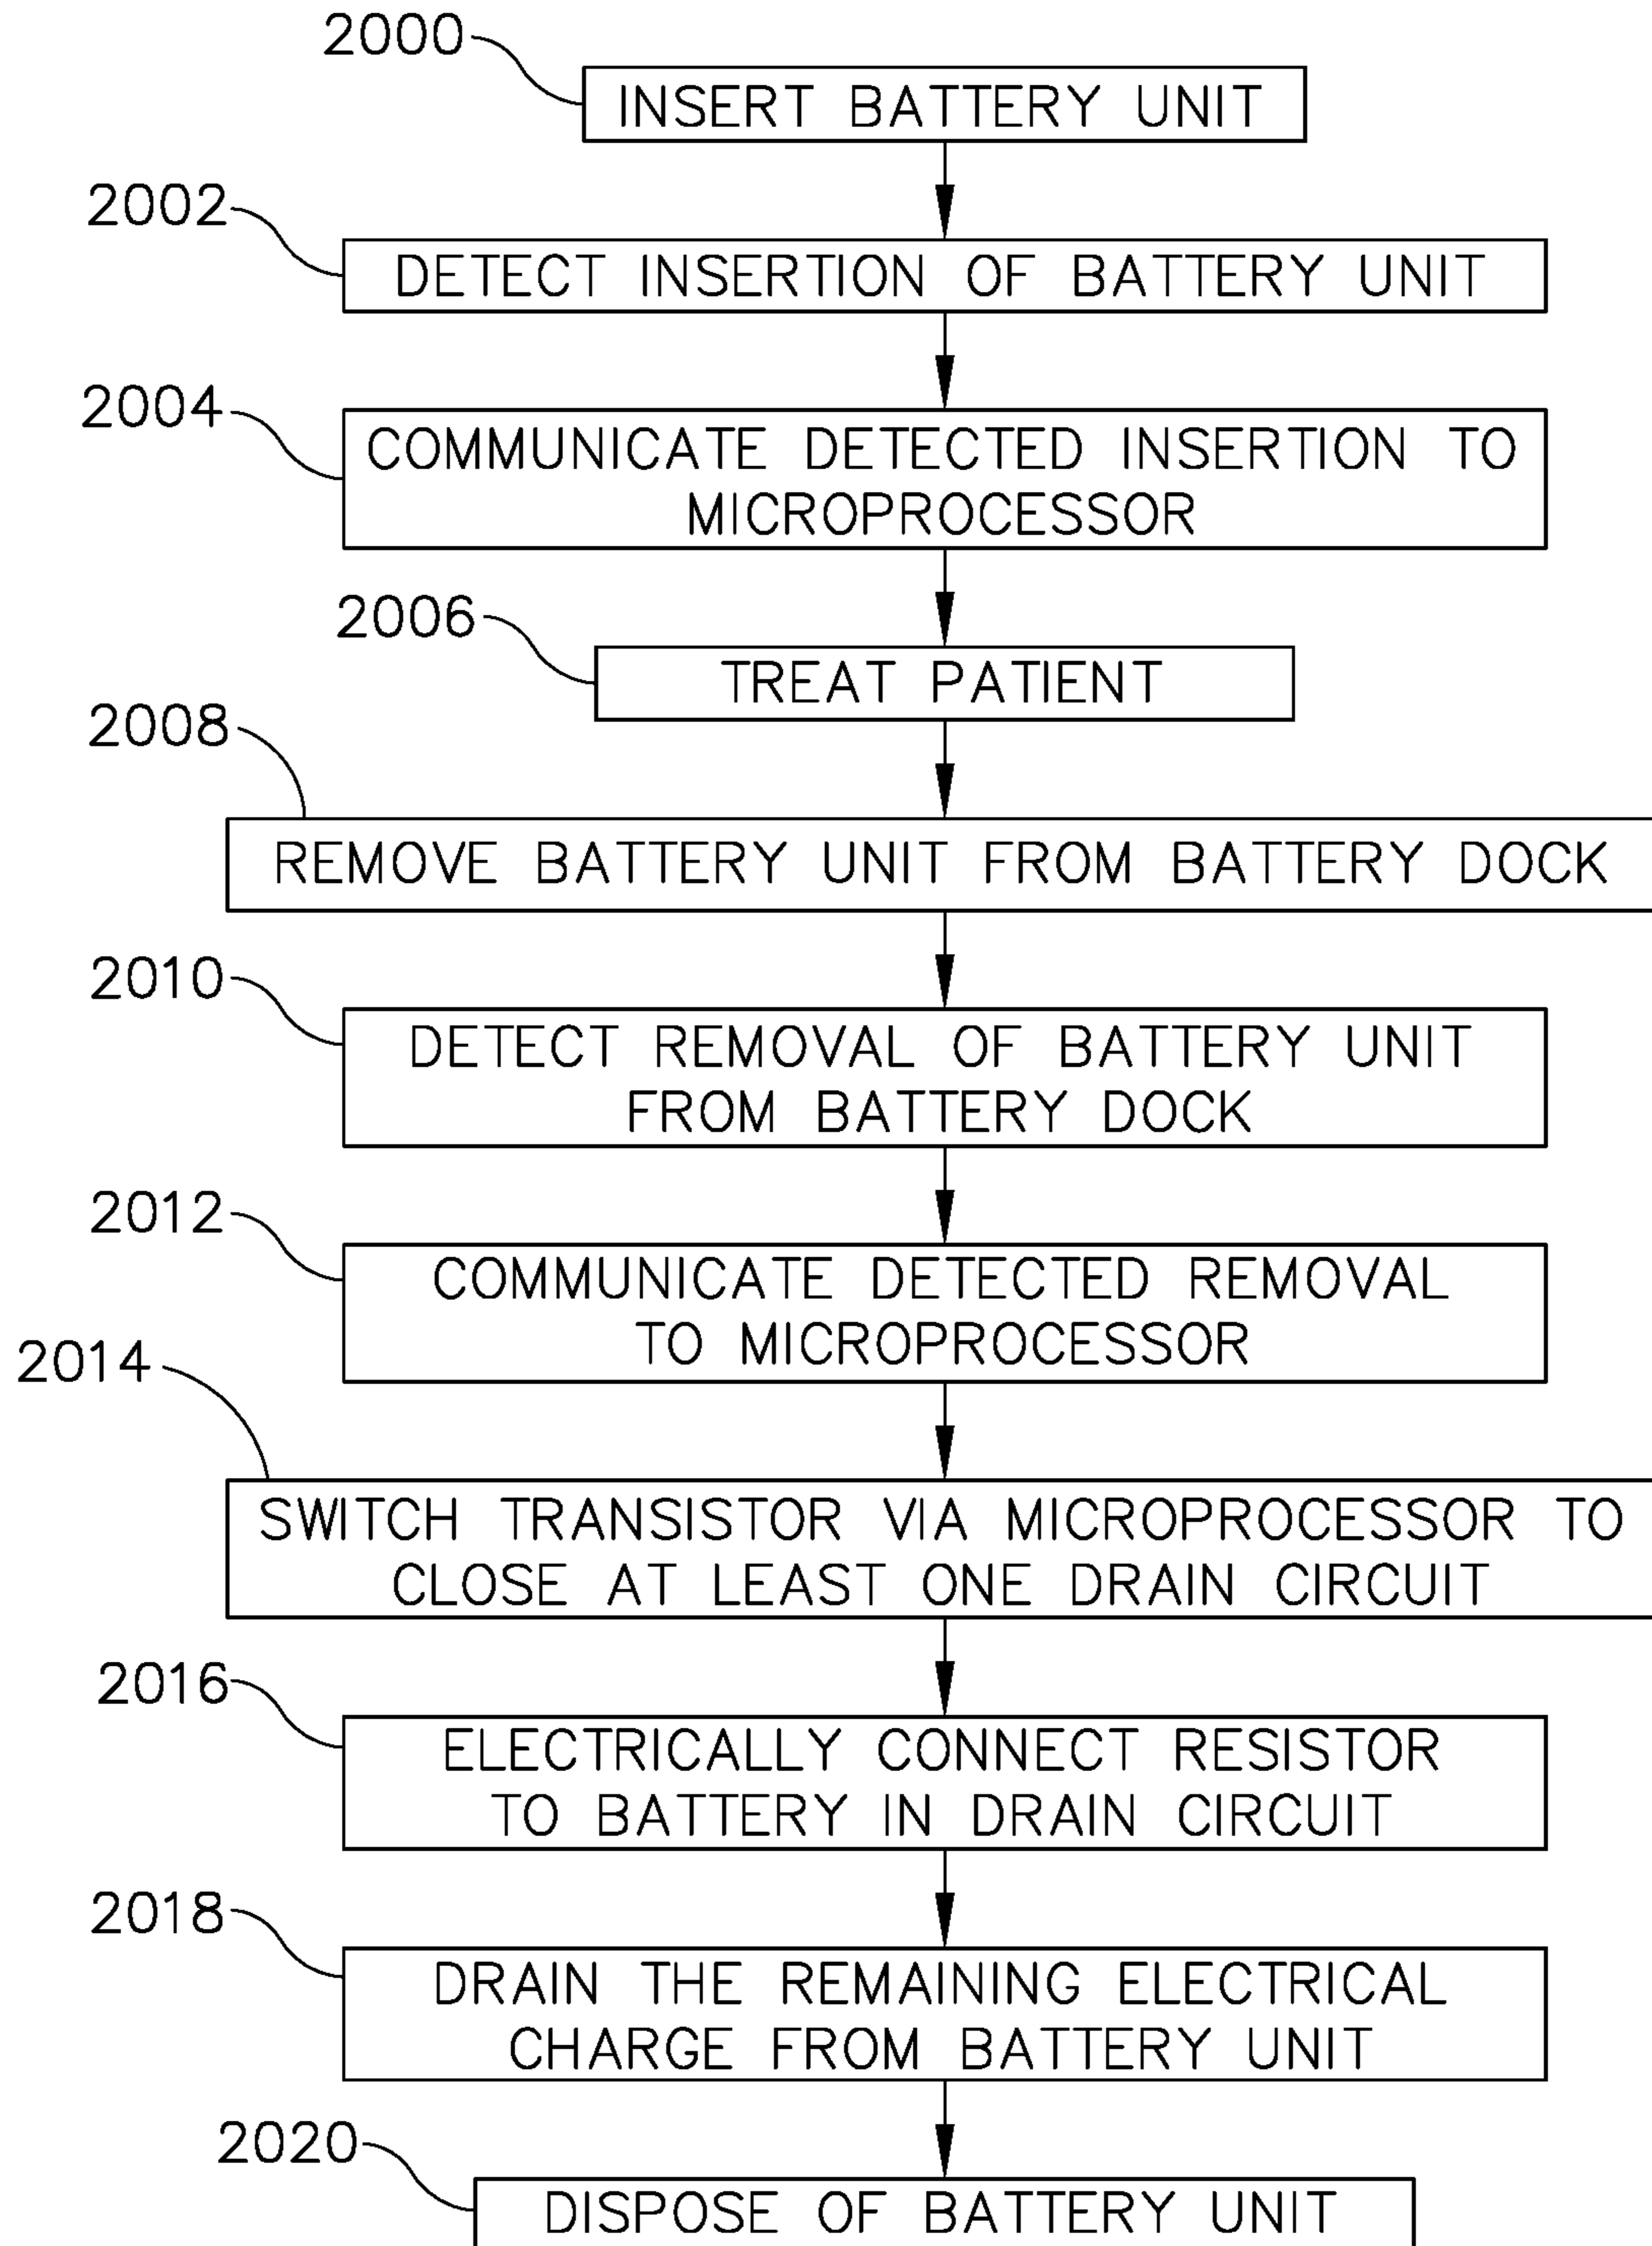 2000
INSERT BATTERY UNIT
2002
DETECT INSERTION OF BATTERY UNIT
2004
COMMUNICATE DETECTED INSERTION TO
MICROPROCESSOR
2006
TREAT PATIENT
2008
REMOVE BATTERY UNIT FROM BATTERY DOCK
2010
DETECT REMOVAL OF BATTERY UNIT
FROM BATTERY DOCK
2012
COMMUNICATE DETECTED REMOVAL
TO MICROPROCESSOR
2014
SWITCH TRANSISTOR VIA MICROPROCESSOR TO
CLOSE AT LEAST ONE DRAIN CIRCUIT
2016
ELECTRICALLY CONNECT RESISTOR
TO BATTERY IN DRAIN CIRCUIT
2018
DRAIN THE REMAINING ELECTRICAL
CHARGE FROM BATTERY UNIT
2020
DISPOSE OF BATTERY UNIT